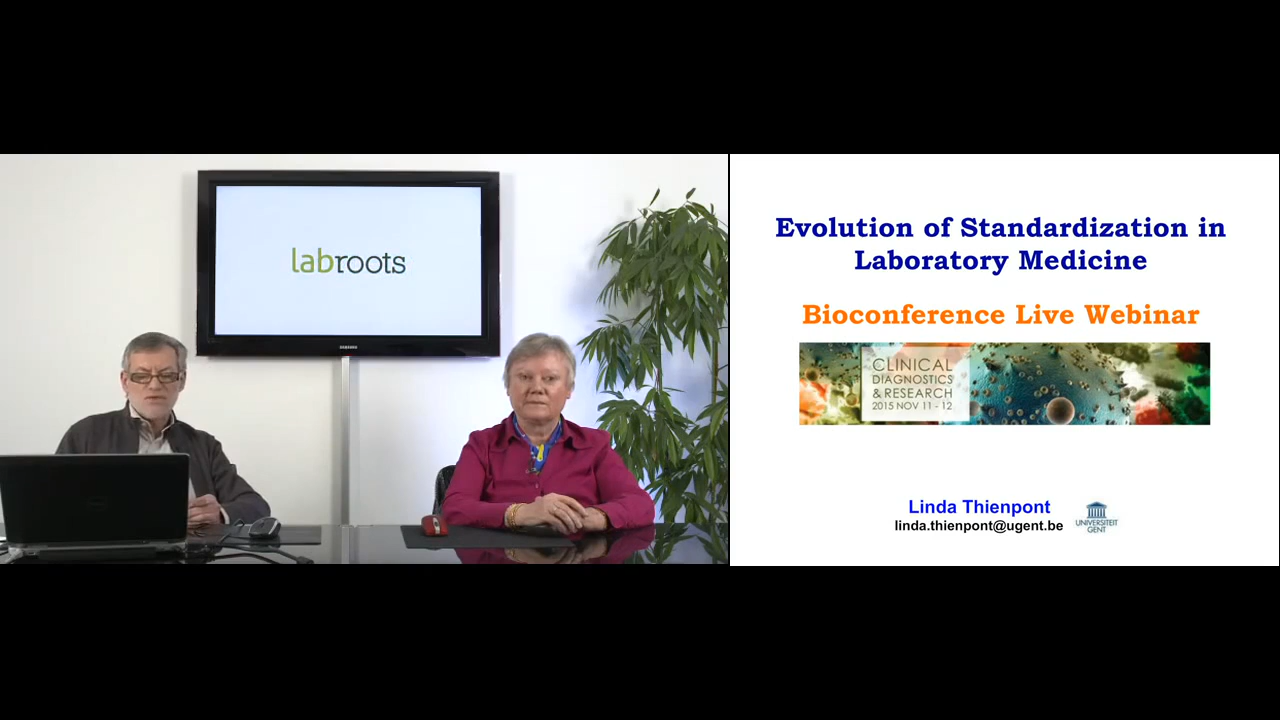 labroots
SAMSUNG
Evolution of Standardization in
Laboratory Medicine
Bioconference Live Webinar
CLINICAL
DIAGNOSTICS
& RESEARCH
2015 NOV 11 - 12
Linda Thienpont
linda.thienpont@ugent.be
UNIVERSITEIT
GENT